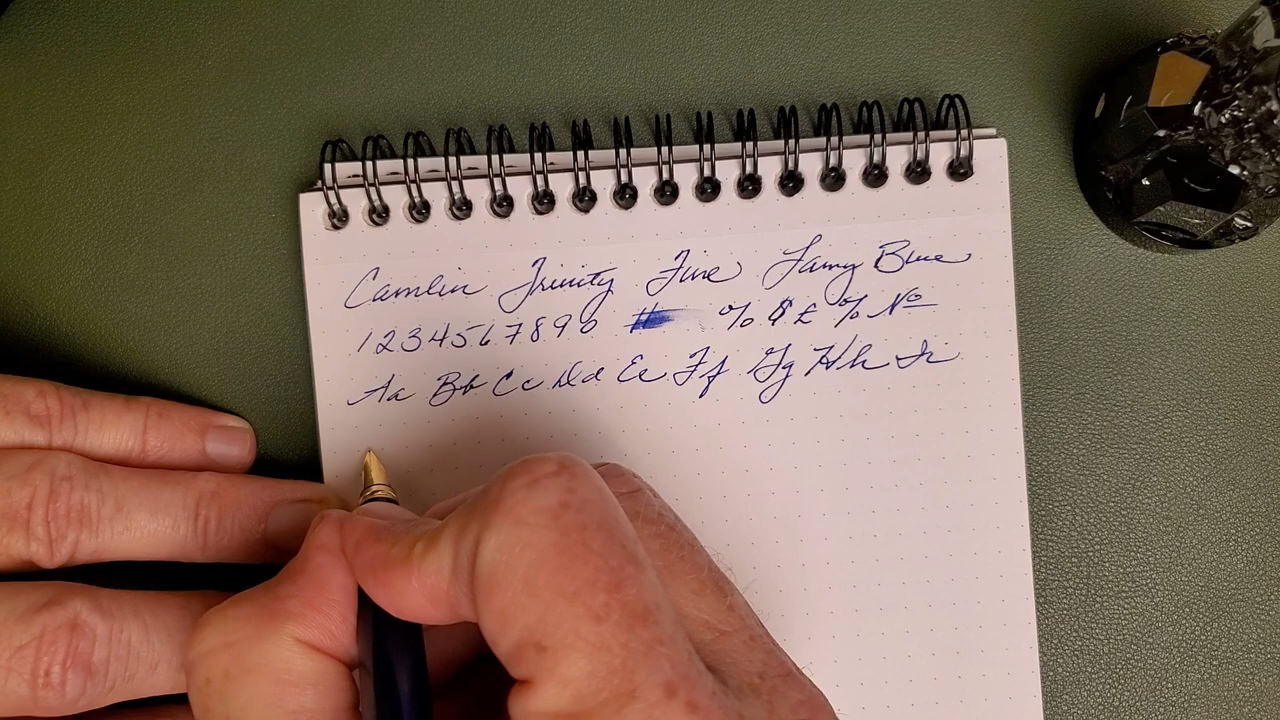 Camlin Trinity Fine Lamy Blue
1234567890 # % $ £ % No
Aa Bb Cc Dd Ee Ff Gg Hh Ii